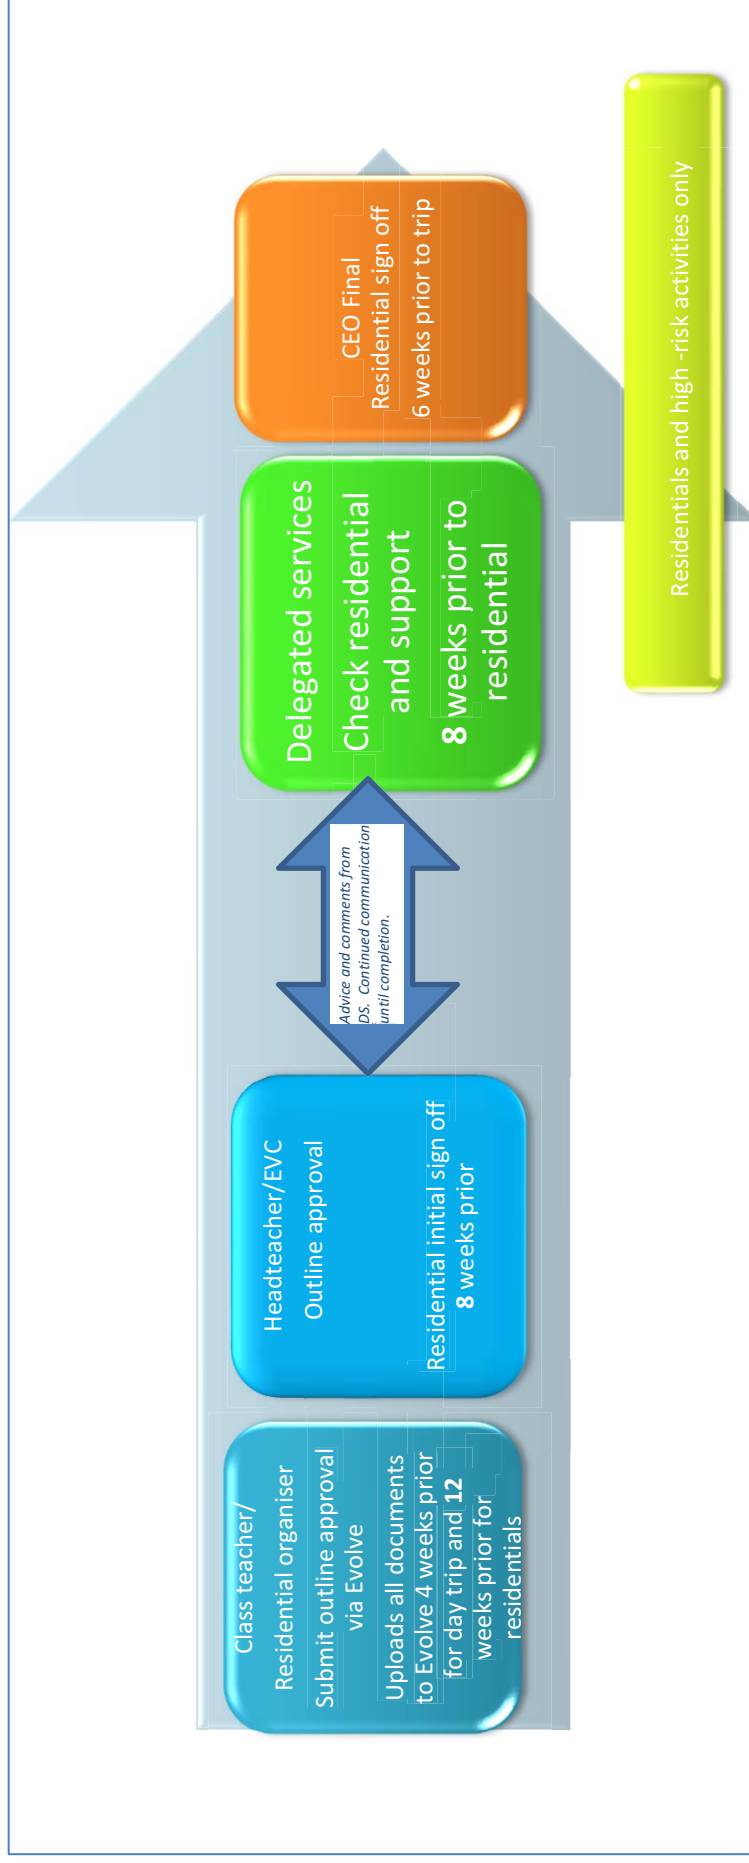 Class teacher/
Residential organiser
Submit outline approval
via Evolve
Uploads all documents
to Evolve 4 weeks prior
for day trip and 12
weeks prior for
residentials
Headteacher/EVC
Outline approval
Residential initial sign off
8 weeks prior
Advice and comments from
DS. Continued communication
until completion.
Delegated services
Check residential
and support
8 weeks prior to
residential
CEO Final
Residential sign off
6 weeks prior to trip
Residentials and high -risk activities only